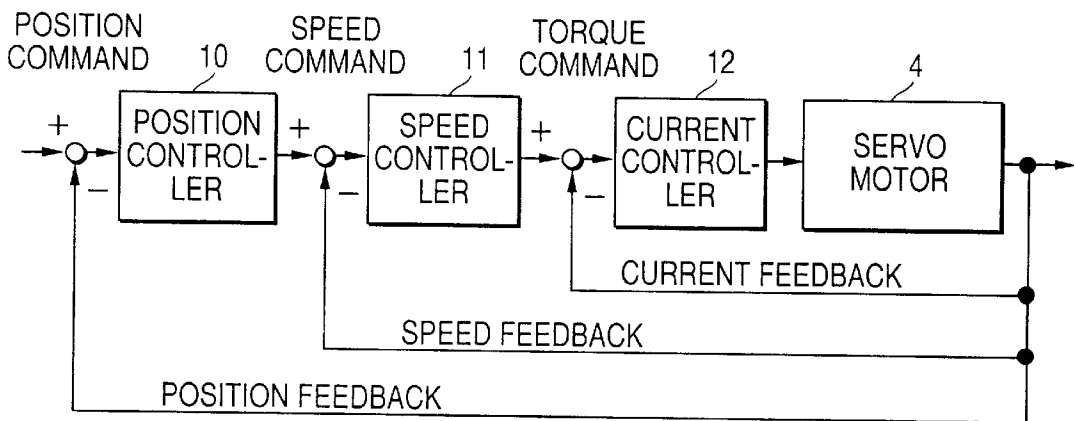 POSITION
COMMAND
10
SPEED
COMMAND
11
TORQUE
COMMAND
12
4
+
−
POSITION
CONTROL-
LER
+
−
SPEED
CONTROL-
LER
+
−
CURRENT
CONTROL-
LER
SERVO
MOTOR
CURRENT FEEDBACK
SPEED FEEDBACK
POSITION FEEDBACK